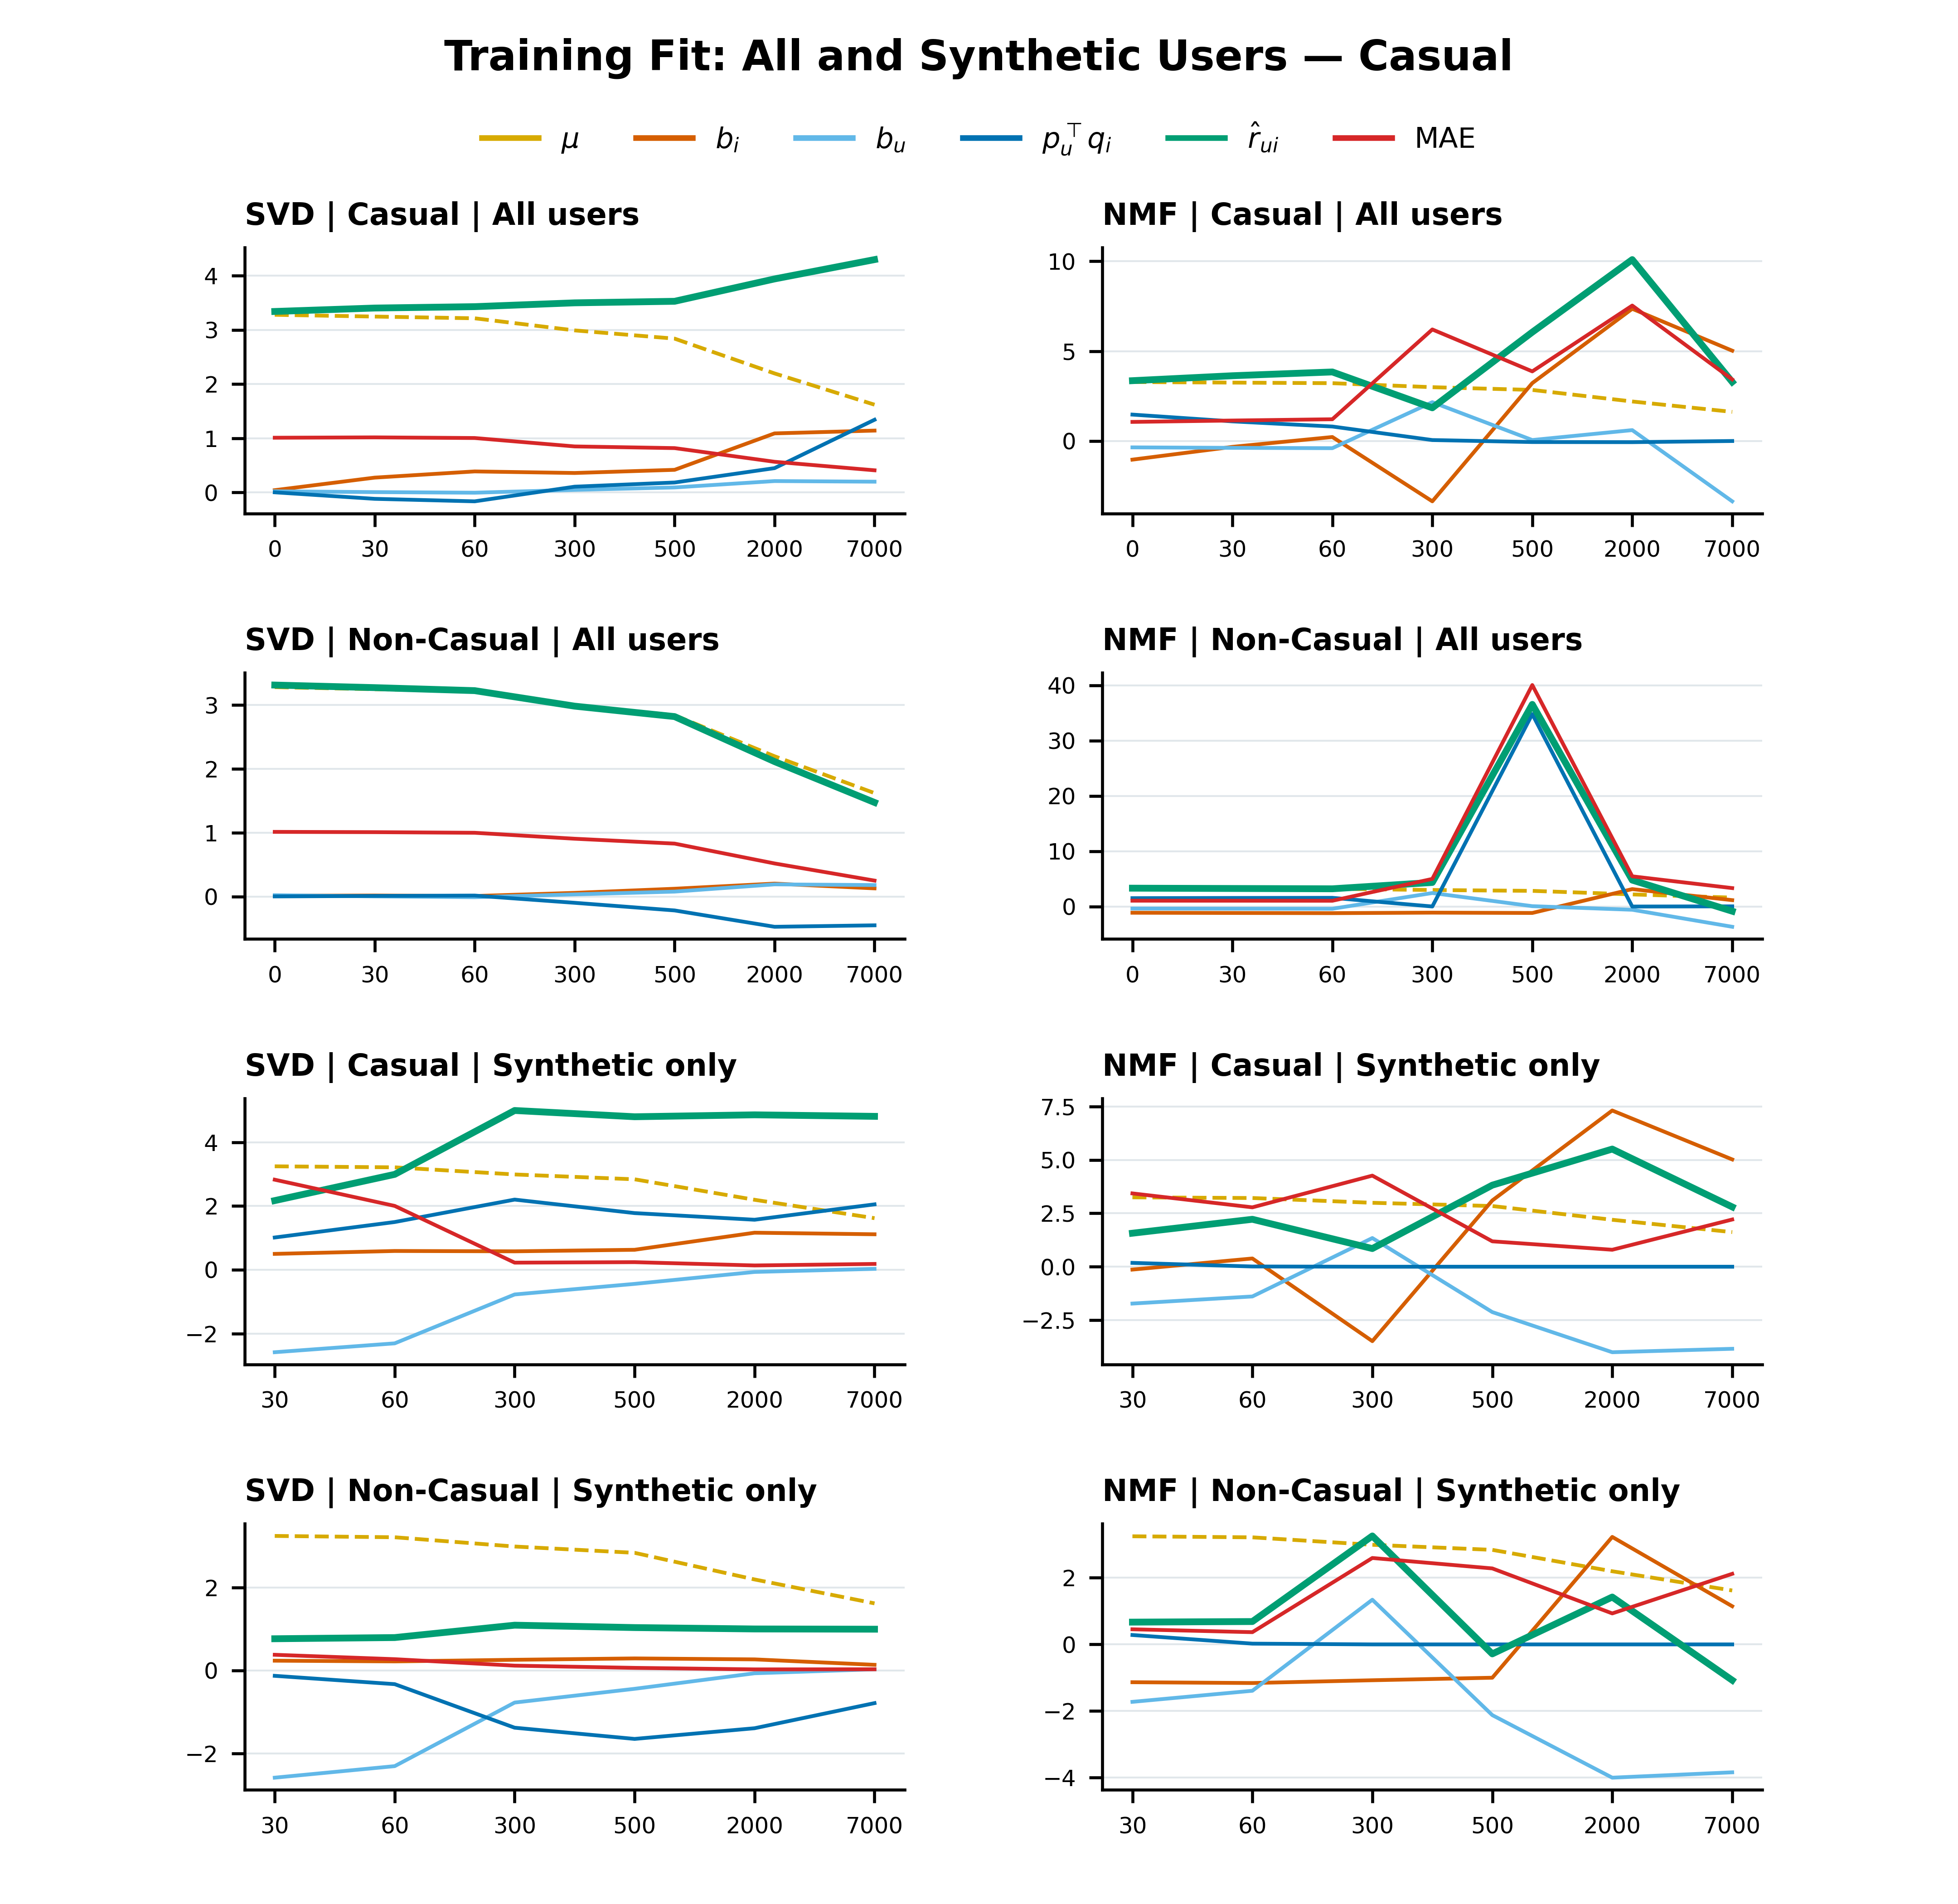 Training Fit: All and Synthetic Users — Casual
μ b_i b_u p_u^⊤ q_i r̂_ui MAE
SVD | Casual | All users
4
3
2
1
0
0 30 60 300 500 2000 7000
NMF | Casual | All users
10
5
0
0 30 60 300 500 2000 7000
SVD | Non-Casual | All users
3
2
1
0
0 30 60 300 500 2000 7000
NMF | Non-Casual | All users
40
30
20
10
0
0 30 60 300 500 2000 7000
SVD | Casual | Synthetic only
4
2
0
−2
30 60 300 500 2000 7000
NMF | Casual | Synthetic only
7.5
5.0
2.5
0.0
−2.5
30 60 300 500 2000 7000
SVD | Non-Casual | Synthetic only
2
0
−2
30 60 300 500 2000 7000
NMF | Non-Casual | Synthetic only
2
0
−2
−4
30 60 300 500 2000 7000